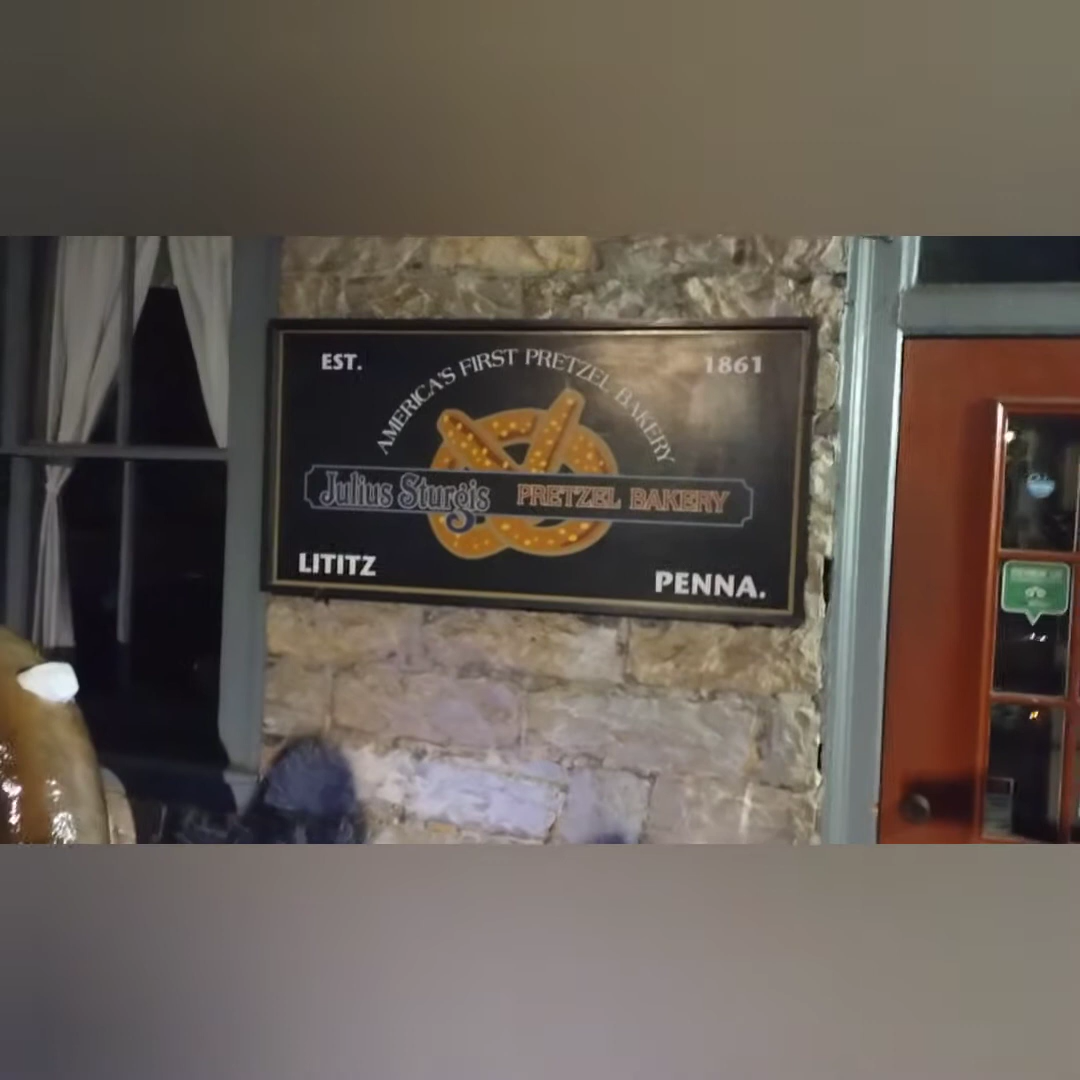 EST.
1861
AMERICA'S FIRST PRETZEL BAKERY
Julius Sturgis PRETZEL BAKERY
LITITZ
PENNA.